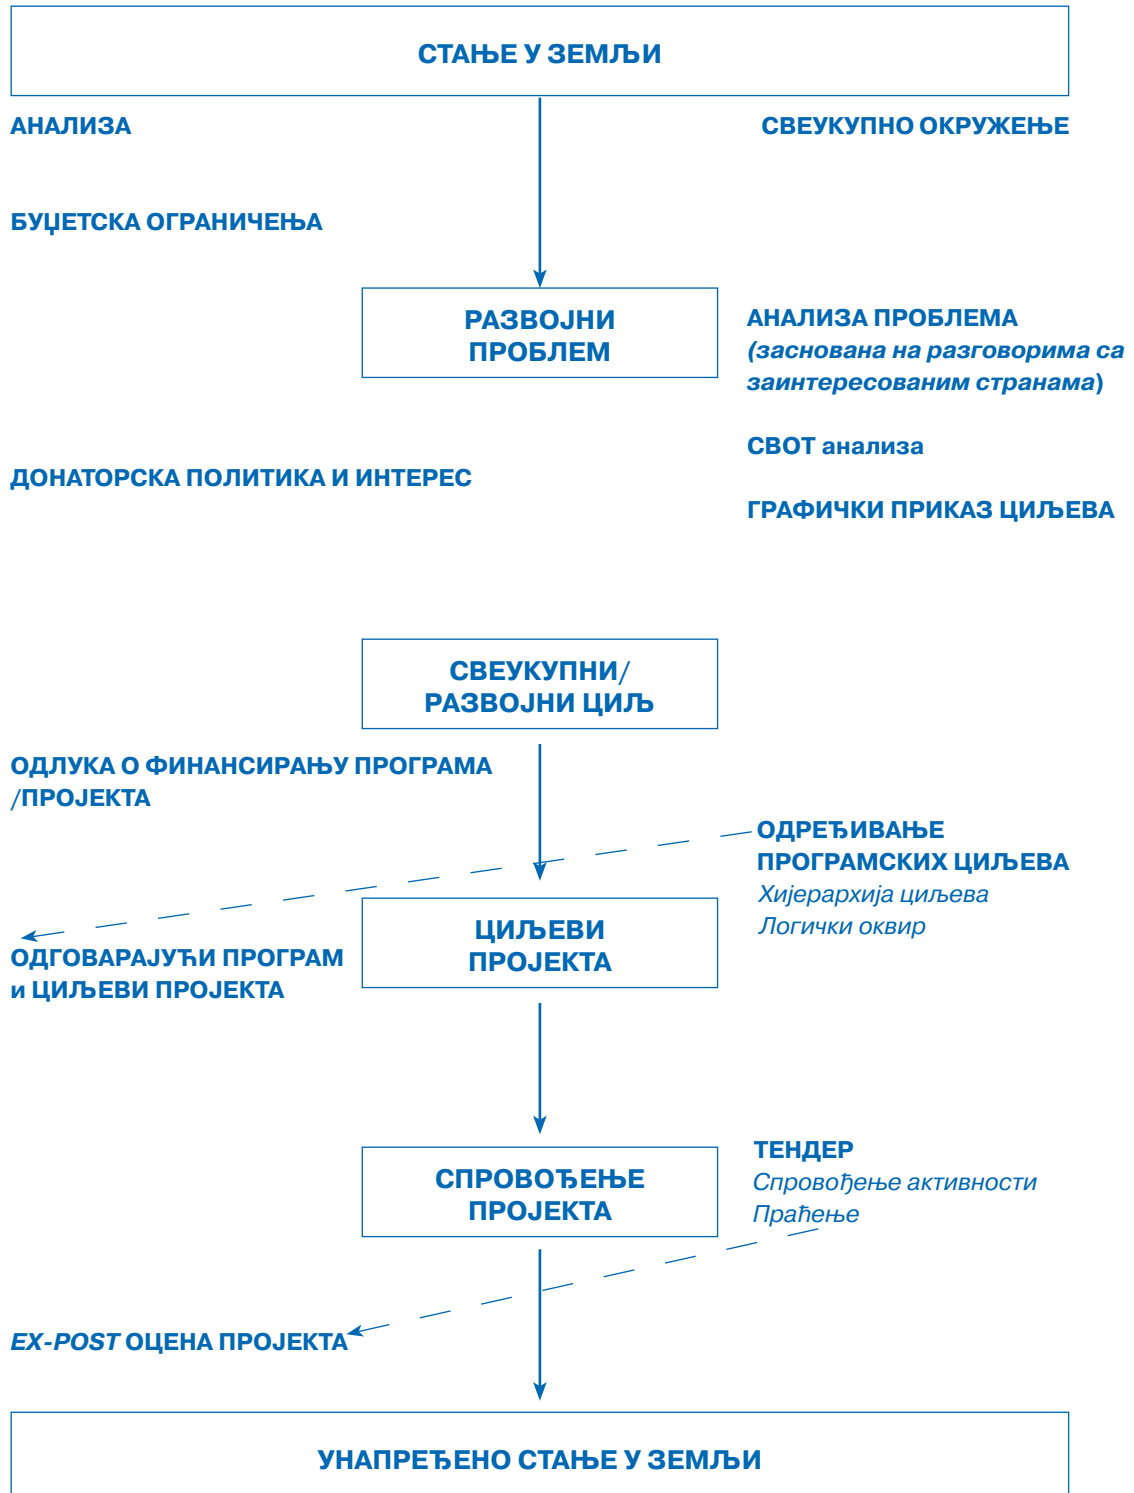 СТАЊЕ У ЗЕМЉИ
АНАЛИЗА
СВЕУКУПНО ОКРУЖЕЊЕ
БУЏЕТСКА ОГРАНИЧЕЊА
РАЗВОЈНИ
ПРОБЛЕМ
АНАЛИЗА ПРОБЛЕМА
(заснована на разговорима са
заинтересованим странама)
СВОТ анализа
ДОНАТОРСКА ПОЛИТИКА И ИНТЕРЕС
ГРАФИЧКИ ПРИКАЗ ЦИЉЕВА
СВЕУКУПНИ/
РАЗВОЈНИ ЦИЉ
ОДЛУКА О ФИНАНСИРАЊУ ПРОГРАМА
/ПРОЈЕКТА
ОДРЕЂИВАЊЕ
ПРОГРАМСКИХ ЦИЉЕВА
Хијерархија циљева
Логички оквир
ЦИЉЕВИ
ПРОЈЕКТА
ОДГОВАРАЈУЋИ ПРОГРАМ
и ЦИЉЕВИ ПРОЈЕКТА
СПРОВОЂЕЊЕ
ПРОЈЕКТА
ТЕНДЕР
Спровођење активности
Праћење
EX-POST ОЦЕНА ПРОЈЕКТА
УНАПРЕЂЕНО СТАЊЕ У ЗЕМЉИ